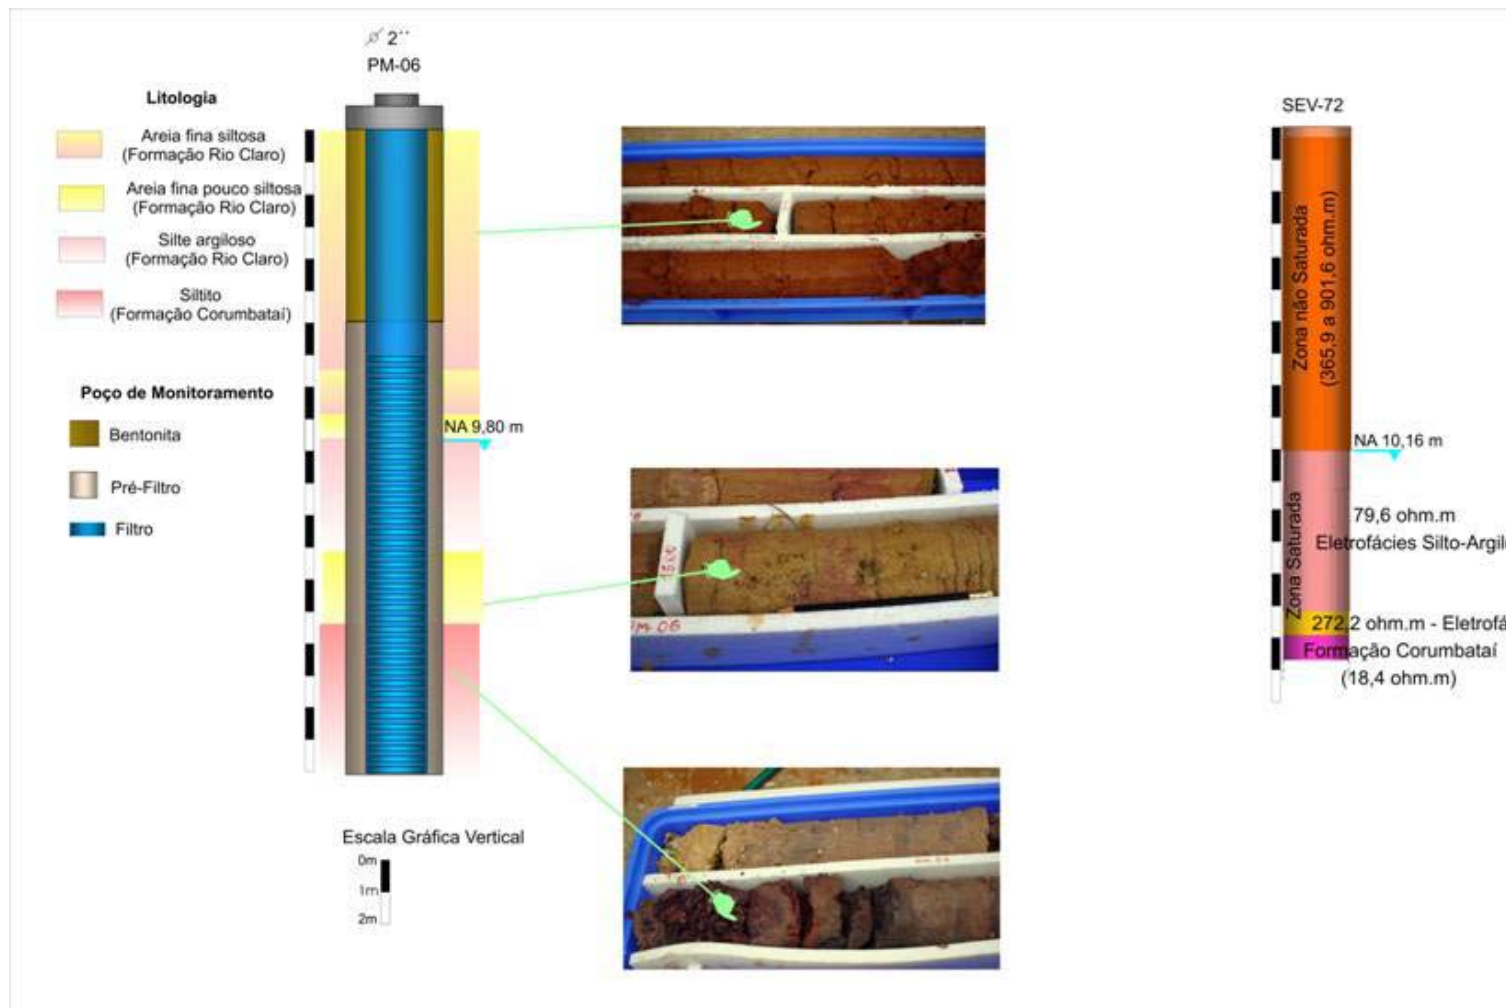 ⌀ 2´´
PM-06
Litologia
Areia fina siltosa
(Formação Rio Claro)
Areia fina pouco siltosa
(Formação Rio Claro)
Silte argiloso
(Formação Rio Claro)
Siltito
(Formação Corumbataí)
Poço de Monitoramento
Bentonita
Pré-Filtro
Filtro
NA 9,80 m
Escala Gráfica Vertical
0m
1m
2m
PM-06
SEV-72
Zona não Saturada
(365,9 a 901,6 ohm.m)
NA 10,16 m
Zona Saturada
79,6 ohm.m
Eletrofácies Silto-Argil
272,2 ohm.m - Eletrofá
Formação Corumbataí
(18,4 ohm.m)